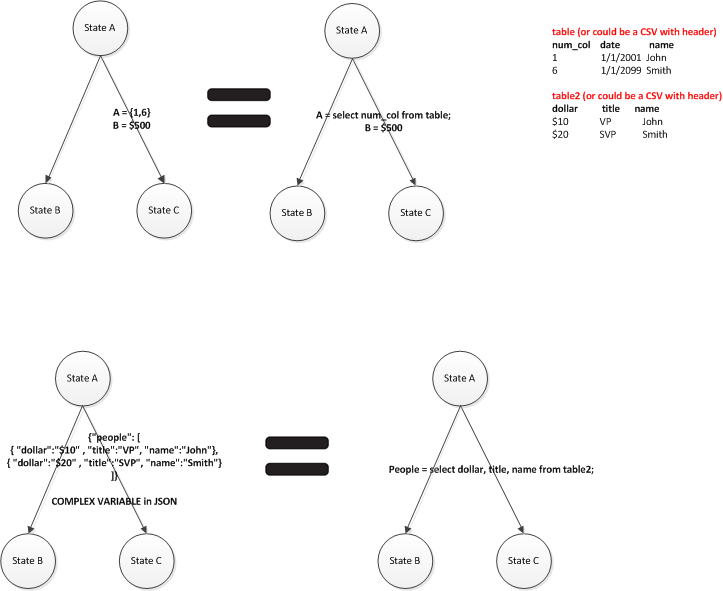 State A
A = {1,6}
B = $500
State B
State C
State A
A = select num_col from table;
B = $500
State B
State C
table (or could be a CSV with header)
num_col date name
1 1/1/2001 John
6 1/1/2099 Smith
table2 (or could be a CSV with header)
dollar title name
$10 VP John
$20 SVP Smith
State A
{"people": [
{ "dollar":"$10" , "title":"VP", "name":"John"},
{ "dollar":"$20" , "title":"SVP", "name":"Smith"}
]}
COMPLEX VARIABLE in JSON
State B
State C
State A
People = select dollar, title, name from table2;
State B
State C